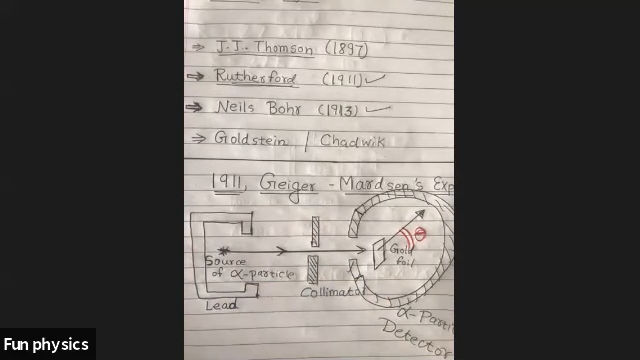 ⇒ J.J. Thomson (1897)
⇒ Rutherford (1911) ✓
⇒ Neils Bohr (1913) ✓
⇒ Goldstein / Chadwik
1911, Geiger - Mardsen's Exp
Source
of α-particle
Lead
Collimator
Gold
foil
θ
α-Parti
Detector
Fun physics